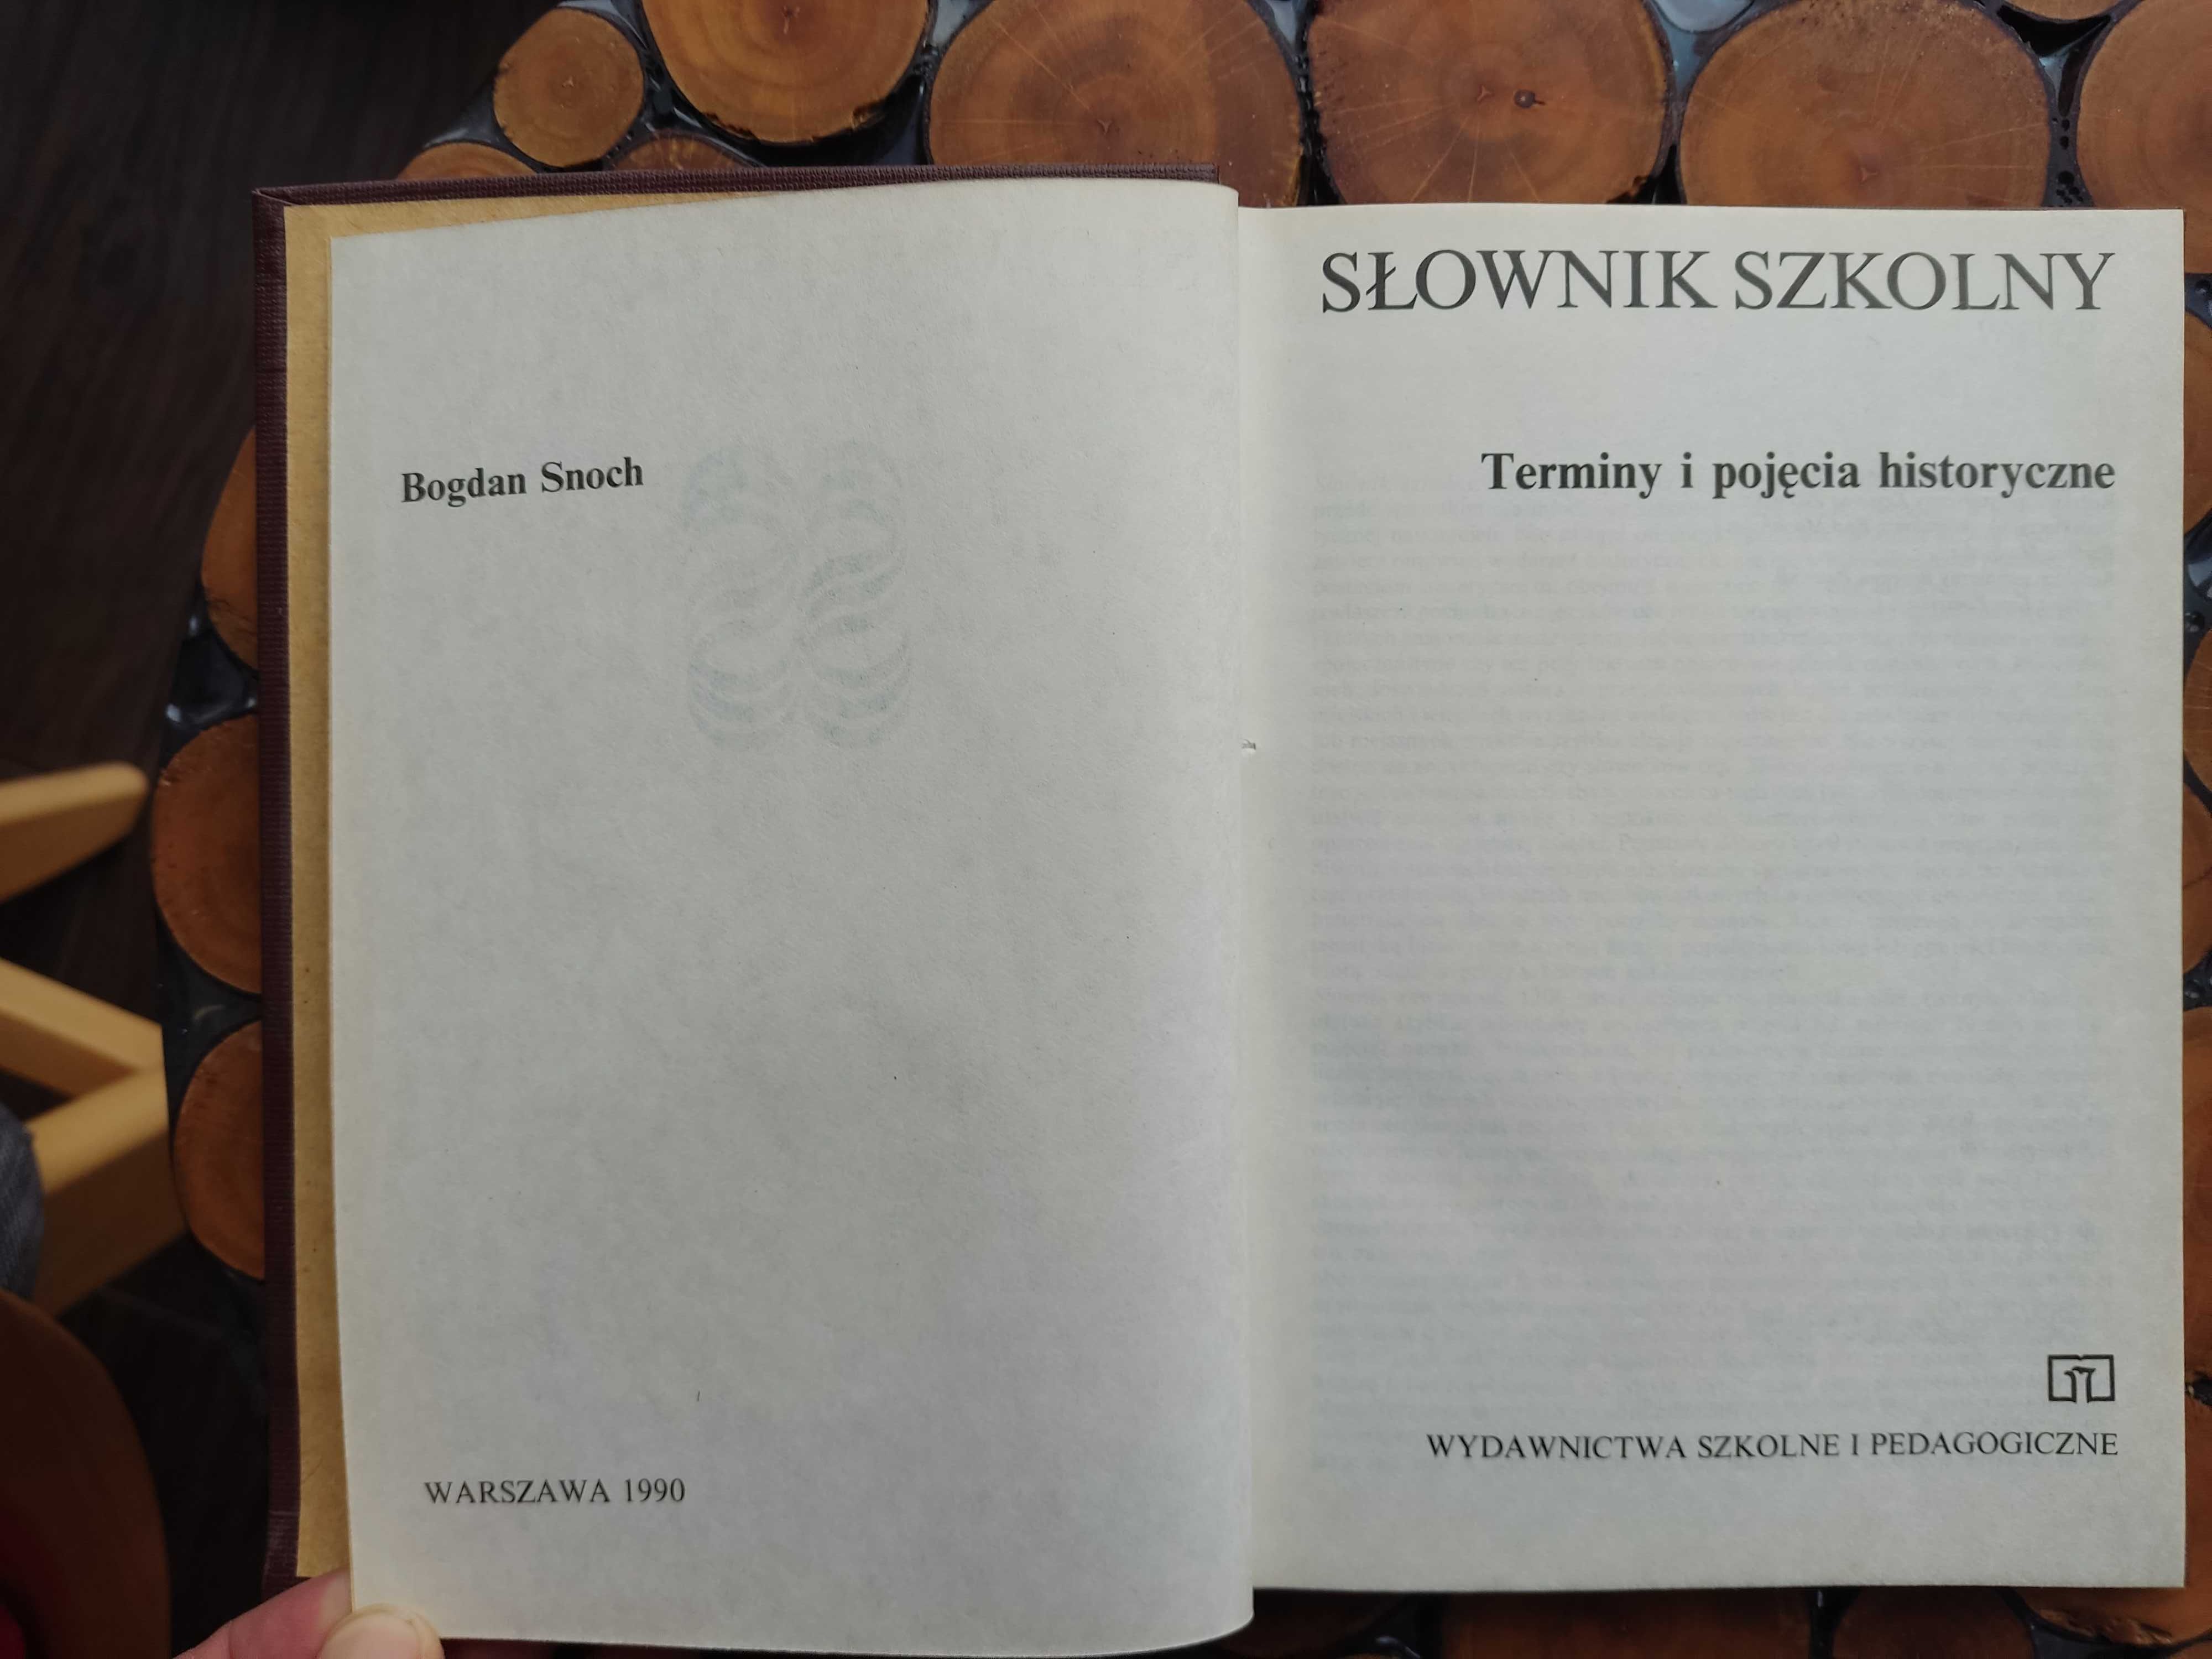 Bogdan Snoch
WARSZAWA 1990
SŁOWNIK SZKOLNY
Terminy i pojęcia historyczne
WYDAWNICTWA SZKOLNE I PEDAGOGICZNE